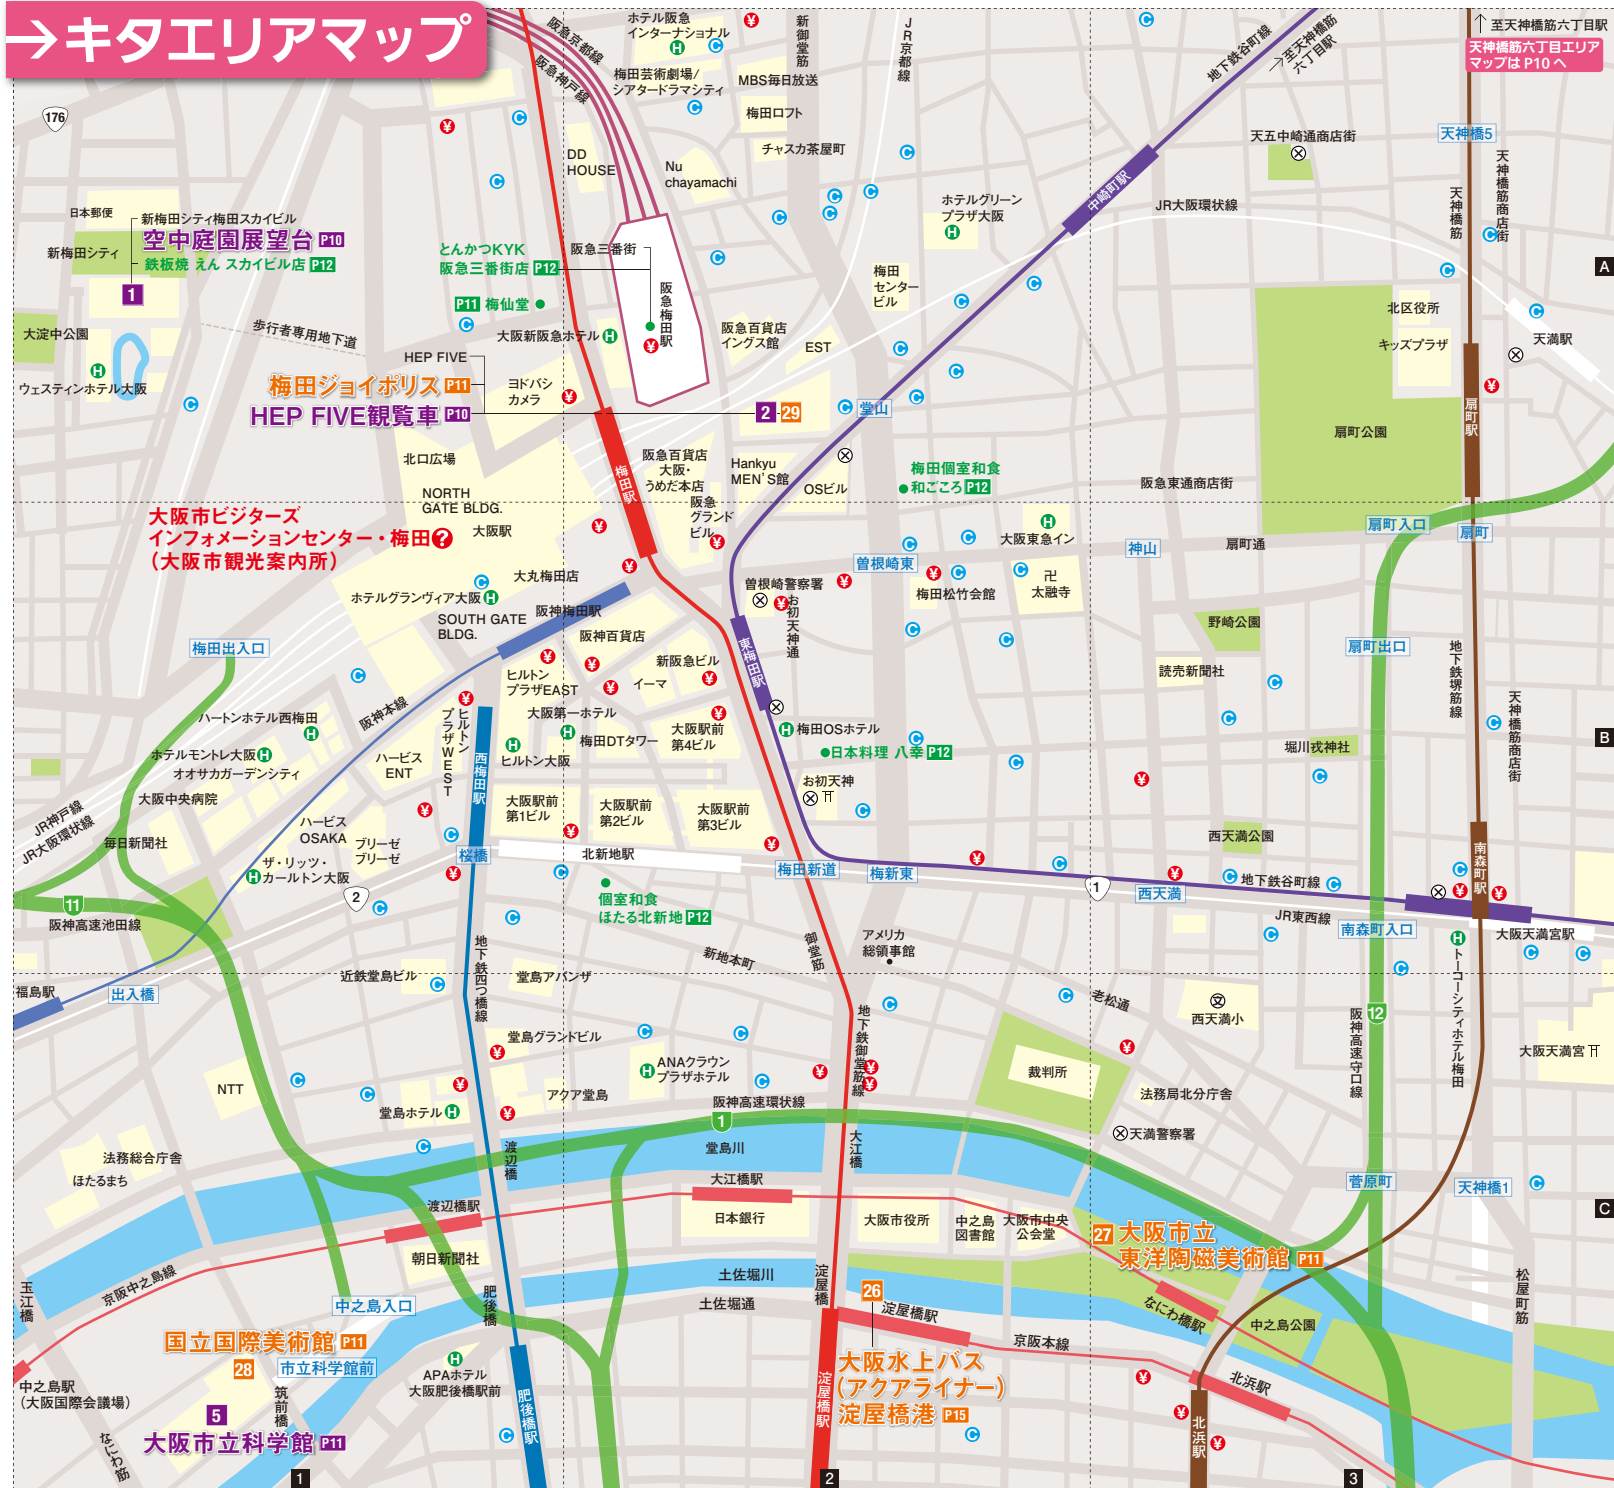 →キタエリアマップ
176
阪急京都線
阪急神戸線
ホテル阪急
インターナショナル
梅田芸術劇場/
シアタードラマシティ
MBS毎日放送
梅田ロフト
チャスカ茶屋町
新御堂筋
JR京都線
地下鉄谷町線
至天神橋筋
六丁目駅
至天神橋筋六丁目駅
天神橋筋六丁目エリア
マップは P10 へ
DD
HOUSE
Nu
chayamachi
天五中崎通商店街
天神橋5
天神橋筋
天神橋筋商店街
中崎町駅
JR大阪環状線
ホテルグリーン
プラザ大阪
日本郵便
新梅田シティ梅田スカイビル
空中庭園展望台 P10
鉄板焼 えん スカイビル店 P12
新梅田シティ
1
とんかつKYK
阪急三番街店 P12
阪急三番街
阪急梅田駅
P11 梅仙堂
大阪新阪急ホテル
梅田
センター
ビル
A
大淀中公園
歩行者専用地下道
ウェスティンホテル大阪
阪急百貨店
イングス館
EST
北区役所
キッズプラザ
天満駅
HEP FIVE
梅田ジョイポリス P11
HEP FIVE観覧車 P10
ヨドバシ
カメラ
2 29
堂山
扇町駅
扇町公園
北口広場
梅田駅
阪急百貨店
大阪・
うめだ本店
Hankyu
MEN'S館
OSビル
梅田個室和食
和ごころ P12
阪急東通商店街
NORTH
GATE BLDG.
大阪市ビジターズ
インフォメーションセンター・梅田?
(大阪市観光案内所)
大阪駅
阪急
グランド
ビル
大阪東急イン
神山
扇町通
扇町入口
扇町
曽根崎東
大丸梅田店
ホテルグランヴィア大阪
SOUTH GATE
BLDG.
阪神梅田駅
曽根崎警察署
お初天神通
梅田松竹会館
卍
太融寺
野崎公園
扇町出口
地下鉄堺筋線
梅田出入口
阪神百貨店
新阪急ビル
イーマ
東梅田駅
読売新聞社
ヒルトン
プラザEAST
ヒルトン
プラザWEST
阪神本線
大阪第一ホテル
梅田DTタワー
大阪駅前
第4ビル
梅田OSホテル
日本料理 八幸 P12
堀川戎神社
天神橋筋商店街
B
ハートンホテル西梅田
ホテルモントレ大阪
オオサカガーデンシティ
ハービス
ENT
西梅田駅
ヒルトン大阪
お初天神
大阪中央病院
大阪駅前
第1ビル
大阪駅前
第2ビル
大阪駅前
第3ビル
JR神戸線
JR大阪環状線
毎日新聞社
ハービス
OSAKA
ブリーゼ
ブリーゼ
桜橋
北新地駅
梅田新道
梅新東
西天満公園
南森町駅
ザ・リッツ・
カールトン大阪
2
1
西天満
地下鉄谷町線
JR東西線
南森町入口
大阪天満宮駅
個室和食
ほたる北新地 P12
11
阪神高速池田線
地下鉄四つ橋線
新地本町
御堂筋
アメリカ
総領事館
福島駅
出入橋
近鉄堂島ビル
堂島アバンザ
老松通
西天満小
12
阪神高速守口線
トーコーシティホテル梅田
大阪天満宮
堂島グランドビル
地下鉄御堂筋線
NTT
ANAクラウン
プラザホテル
裁判所
法務局北分庁舎
堂島ホテル
アクア堂島
阪神高速環状線
1
天満警察署
法務総合庁舎
ほたるまち
渡辺橋
堂島川
大江橋
大江橋駅
渡辺橋駅
菅原町
天神橋1
C
日本銀行
大阪市役所
中之島
図書館
大阪市中央
公会堂
27 大阪市立
東洋陶磁美術館 P11
朝日新聞社
玉江橋
京阪中之島線
中之島入口
肥後橋
土佐堀川
土佐堀通
淀屋橋
26
淀屋橋駅
京阪本線
なにわ橋駅
中之島公園
松屋町筋
国立国際美術館 P11
28
市立科学館前
中之島駅
(大阪国際会議場)
筑前橋
APAホテル
大阪肥後橋駅前
肥後橋駅
淀屋橋駅
大阪水上バス
(アクアライナー)
淀屋橋港 P15
北浜駅
北浜駅
5
大阪市立科学館 P11
なにわ筋
1
2
3